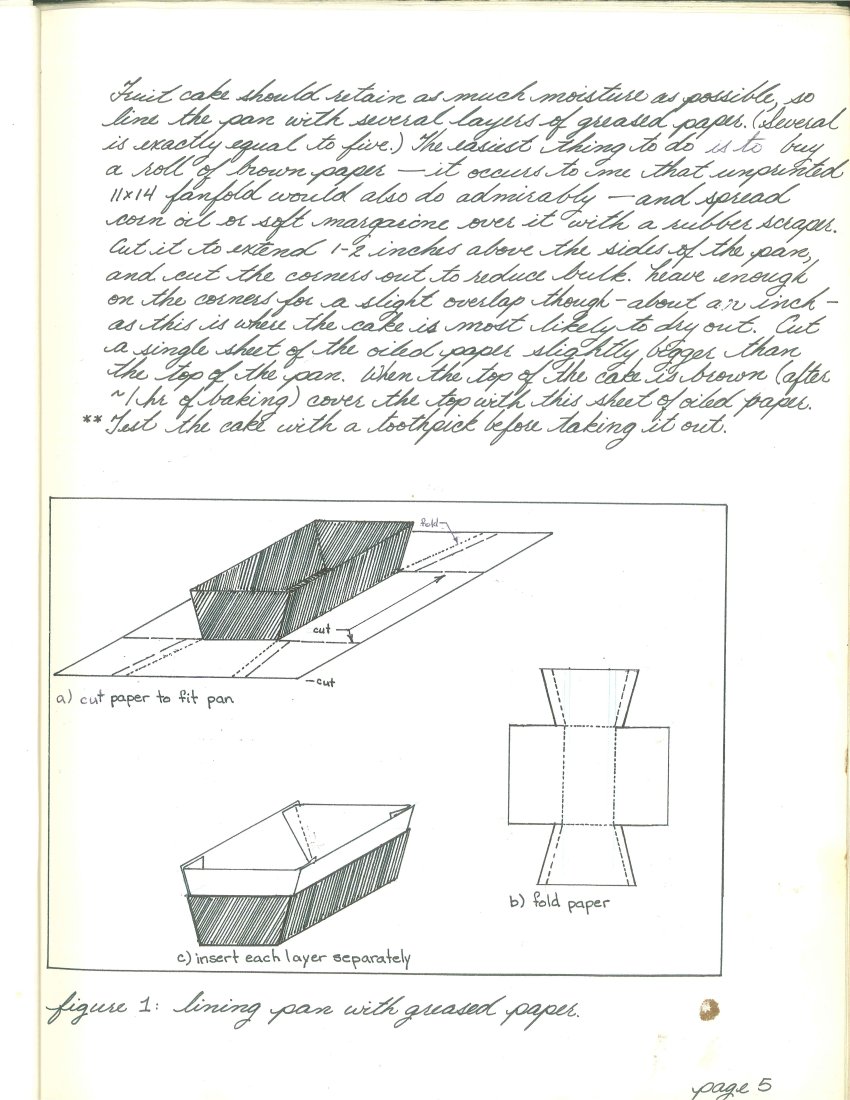 Fruit cake should retain as much moisture as possible, so
line the pan with several layers of greased paper. (Several
is exactly equal to five.) The easiest thing to do is to buy
a roll of brown paper — it occurs to me that unprinted
11x14 fanfold would also do admirably — and spread
corn oil or soft margarine over it with a rubber scraper.
Cut it to extend 1-2 inches above the sides of the pan,
and cut the corners out to reduce bulk. Leave enough
on the corners for a slight overlap though - about an inch -
as this is where the cake is most likely to dry out. Cut
a single sheet of the oiled paper slightly bigger than
the top of the pan. When the top of the cake is brown (after
~1 hr of baking) cover the top with this sheet of oiled paper.
** Test the cake with a toothpick before taking it out.
fold
cut
-cut
a) cut paper to fit pan
b) fold paper
c) insert each layer separately
figure 1: lining pan with greased paper.
page 5